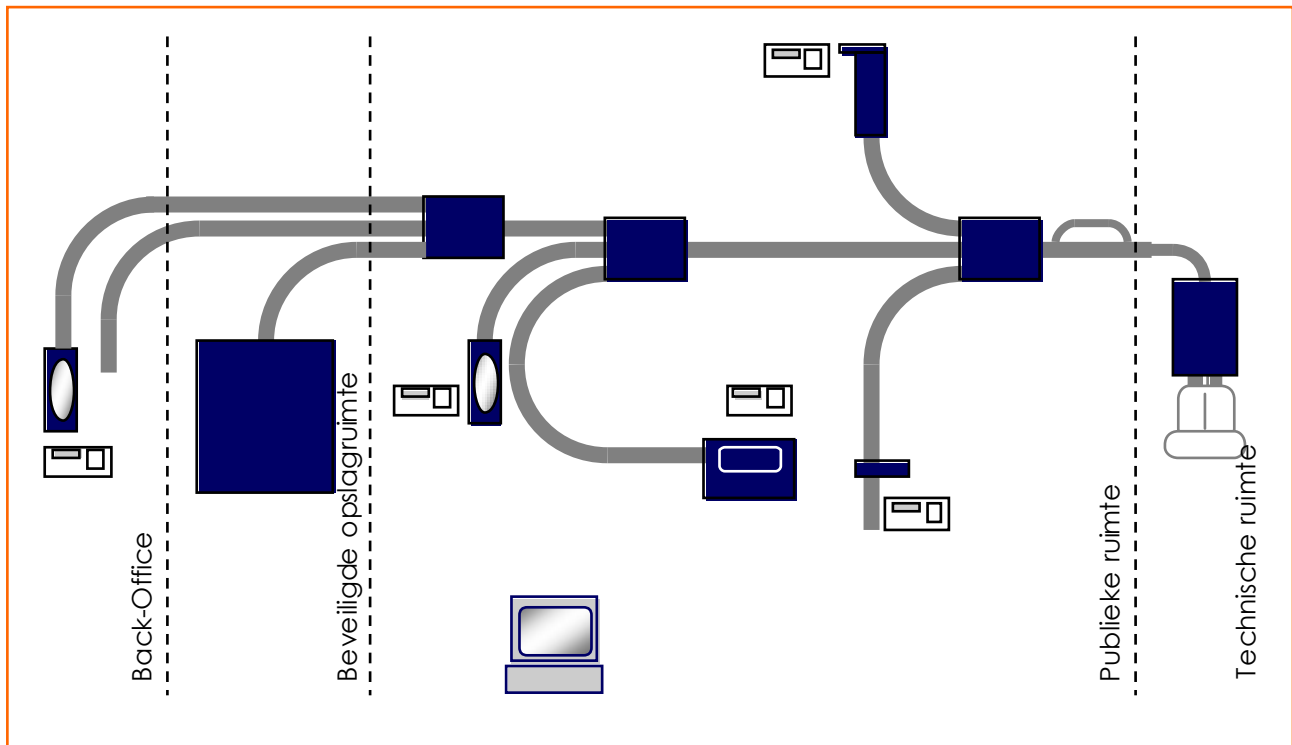 Back-Office
Beveiligde opslagruimte
Publieke ruimte
Technische ruimte